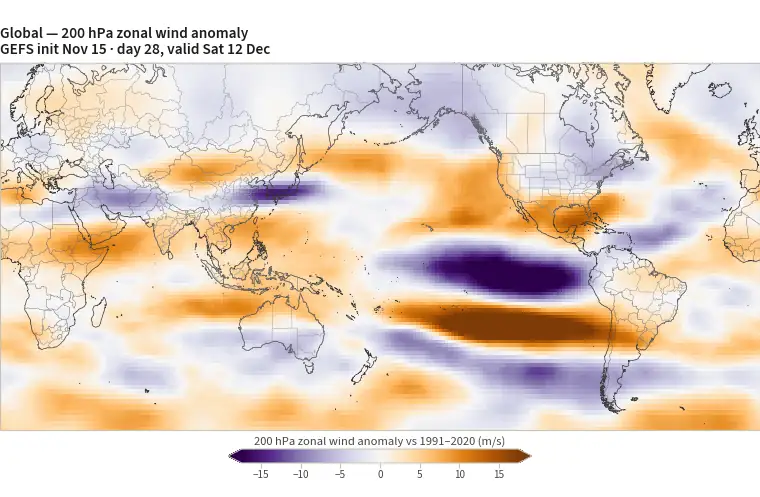 Global — 200 hPa zonal wind anomaly
GEFS init Nov 15 · day 28, valid Sat 12 Dec
200 hPa zonal wind anomaly vs 1991–2020 (m/s)
−15 −10 −5 0 5 10 15